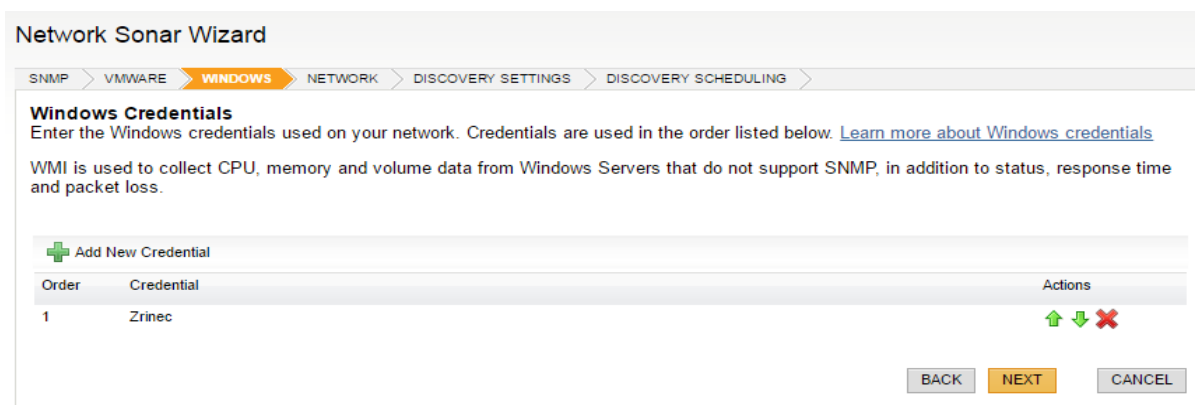 Network Sonar Wizard
SNMP VMWARE WINDOWS NETWORK DISCOVERY SETTINGS DISCOVERY SCHEDULING
Windows Credentials
Enter the Windows credentials used on your network. Credentials are used in the order listed below. Learn more about Windows credentials
WMI is used to collect CPU, memory and volume data from Windows Servers that do not support SNMP, in addition to status, response time
and packet loss.
Add New Credential
Order Credential Actions
1 Zrinec
BACK NEXT CANCEL